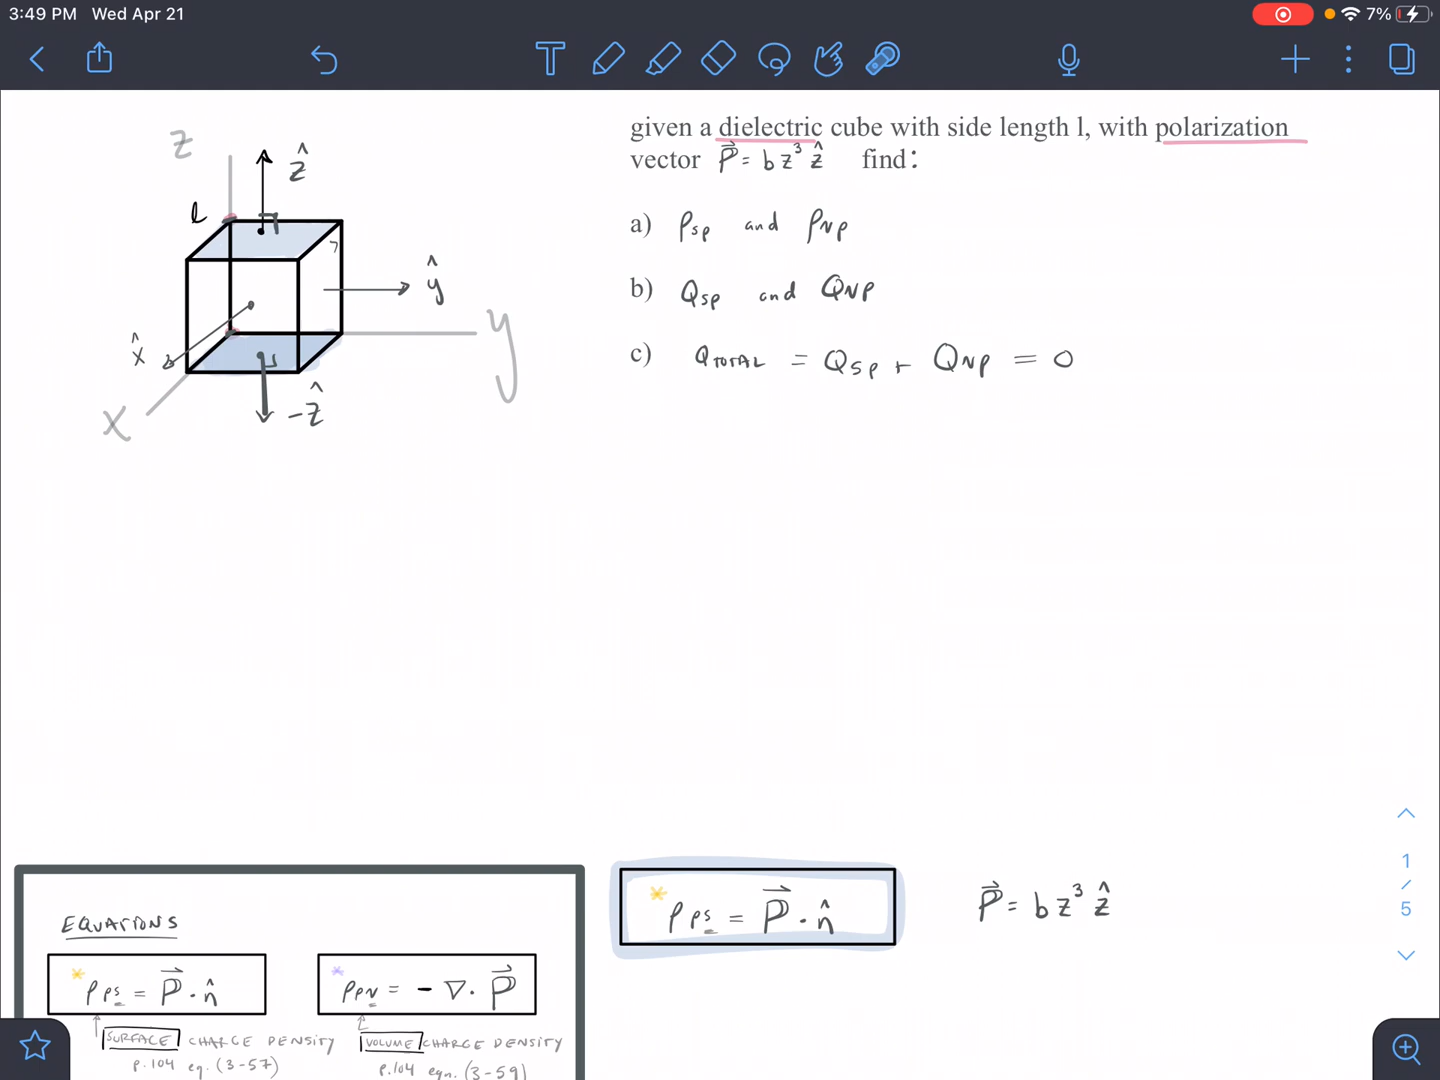 3:49 PM Wed Apr 21
7%
T
given a dielectric cube with side length l, with polarization
vector P⃗ = b z³ ẑ find:
a) ρsp and ρvp
b) Qsp and Qvp
c) QTOTAL = Qsp + Qvp = 0
z
ẑ
l
ŷ
y
x̂
-ẑ
x
1
/
5
* ρps = P⃗ · n̂
P⃗ = b z³ ẑ
EQUATIONS
* ρps = P⃗ · n̂
* ρpv = - ∇ · P⃗
SURFACE CHARGE DENSITY
p.104 eq. (3-57)
VOLUME CHARGE DENSITY
p.104 eqn. (3-59)